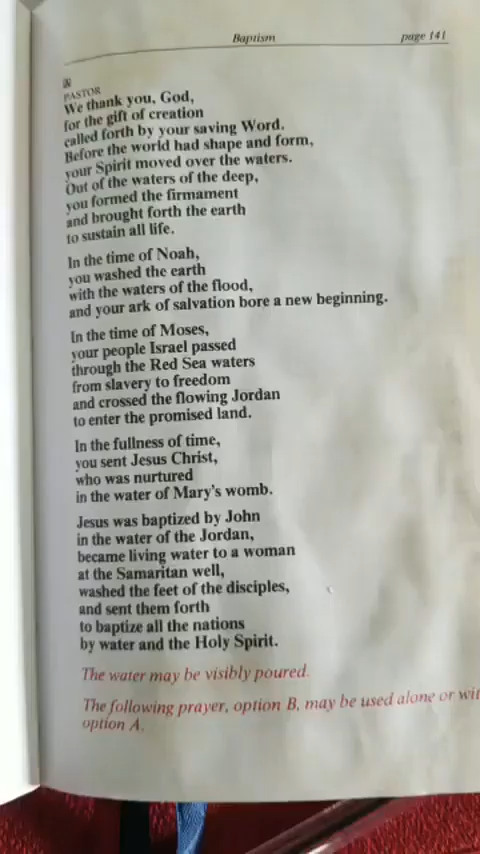 Baptism page 141
PASTOR
We thank you, God,
for the gift of creation
called forth by your saving Word.
Before the world had shape and form,
your Spirit moved over the waters.
Out of the waters of the deep,
you formed the firmament
and brought forth the earth
to sustain all life.
In the time of Noah,
you washed the earth
with the waters of the flood,
and your ark of salvation bore a new beginning.
In the time of Moses,
your people Israel passed
through the Red Sea waters
from slavery to freedom
and crossed the flowing Jordan
to enter the promised land.
In the fullness of time,
you sent Jesus Christ,
who was nurtured
in the water of Mary's womb.
Jesus was baptized by John
in the water of the Jordan,
became living water to a woman
at the Samaritan well,
washed the feet of the disciples,
and sent them forth
to baptize all the nations
by water and the Holy Spirit.
The water may be visibly poured.
The following prayer, option B, may be used alone or wit
option A.